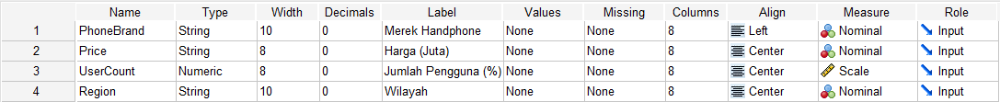 Name Type Width Decimals Label Values Missing Columns Align Measure Role
1 PhoneBrand String 10 0 Merek Handphone None None 8 Left Nominal Input
2 Price String 8 0 Harga (Juta) None None 8 Center Nominal Input
3 UserCount Numeric 8 0 Jumlah Pengguna (%) None None 8 Center Scale Input
4 Region String 10 0 Wilayah None None 8 Center Nominal Input